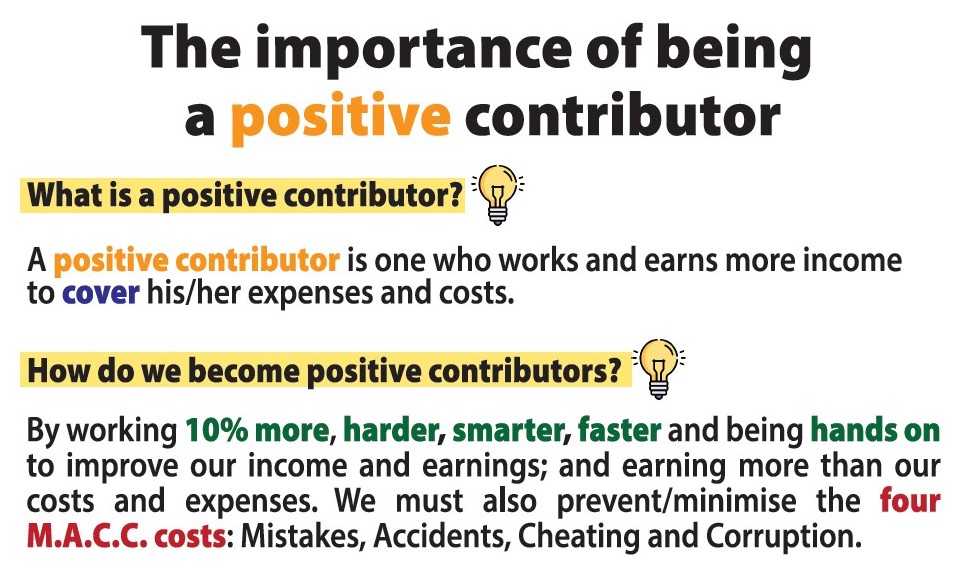 The importance of being
a positive contributor
What is a positive contributor?
A positive contributor is one who works and earns more income
to cover his/her expenses and costs.
How do we become positive contributors?
By working 10% more, harder, smarter, faster and being hands on
to improve our income and earnings; and earning more than our
costs and expenses. We must also prevent/minimise the four
M.A.C.C. costs: Mistakes, Accidents, Cheating and Corruption.